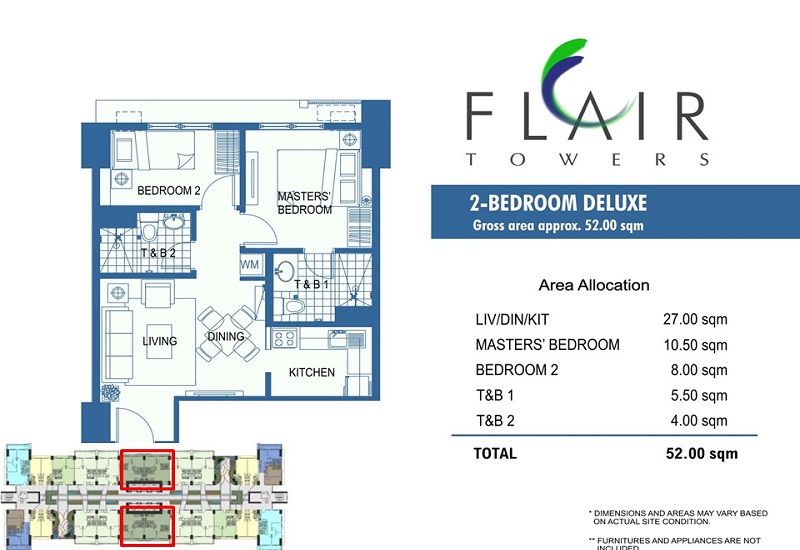 FLAIR
TOWERS
2-BEDROOM DELUXE
Gross area approx. 52.00 sqm
Area Allocation
LIV/DIN/KIT 27.00 sqm
MASTERS' BEDROOM 10.50 sqm
BEDROOM 2 8.00 sqm
T&B 1 5.50 sqm
T&B 2 4.00 sqm
TOTAL 52.00 sqm
* DIMENSIONS AND AREAS MAY VARY BASED
ON ACTUAL SITE CONDITION.
** FURNITURES AND APPLIANCES ARE NOT
INCLUDED
BEDROOM 2
MASTERS'
BEDROOM
T & B 2
WM
T & B 1
LIVING
DINING
KITCHEN